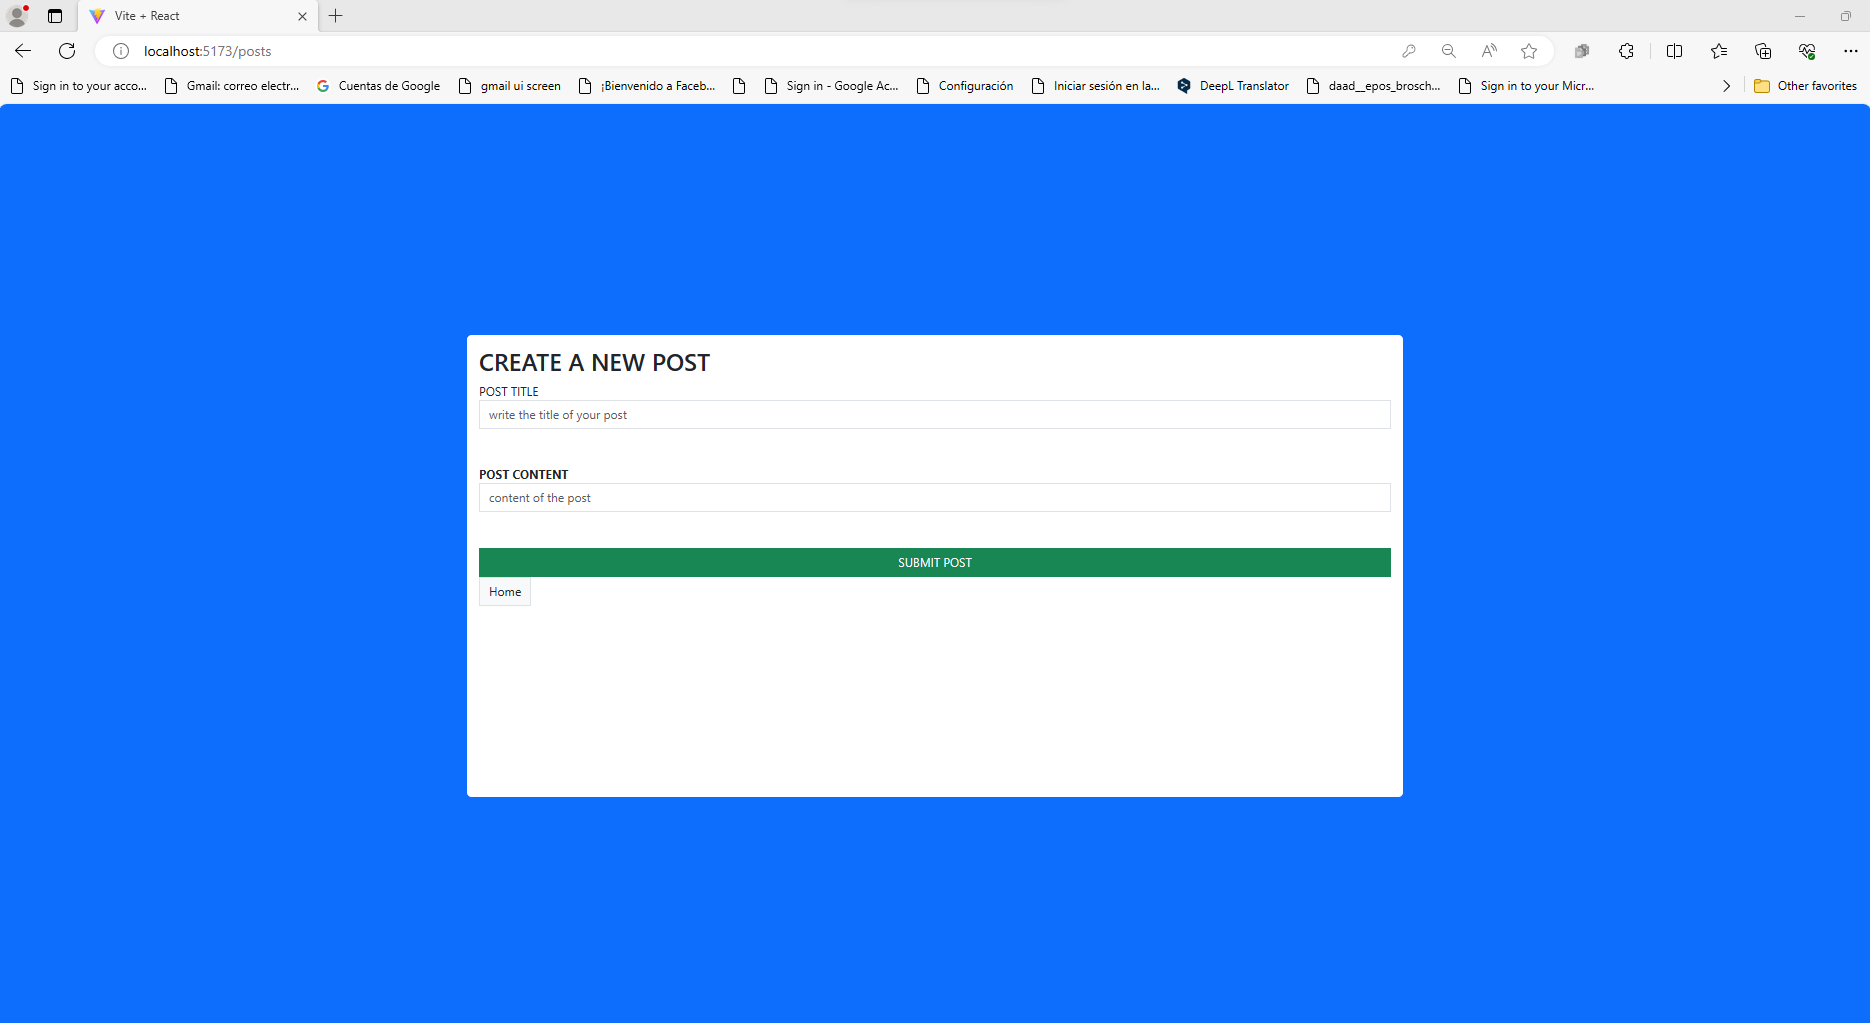 Vite + React
localhost:5173/posts
Sign in to your acco... Gmail: correo electr... Cuentas de Google gmail ui screen ¡Bienvenido a Faceb... Sign in - Google Ac... Configuración Iniciar sesión en la... DeepL Translator daad__epos_brosch... Sign in to your Micr... Other favorites
CREATE A NEW POST
POST TITLE
write the title of your post
POST CONTENT
content of the post
SUBMIT POST
Home